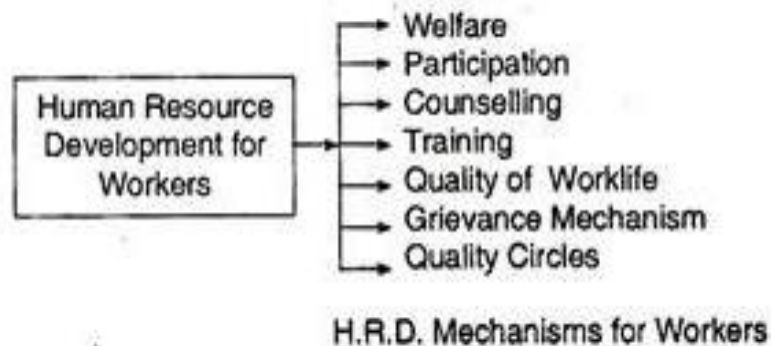 Human Resource
Development for
Workers
Welfare
Participation
Counselling
Training
Quality of Worklife
Grievance Mechanism
Quality Circles
H.R.D. Mechanisms for Workers